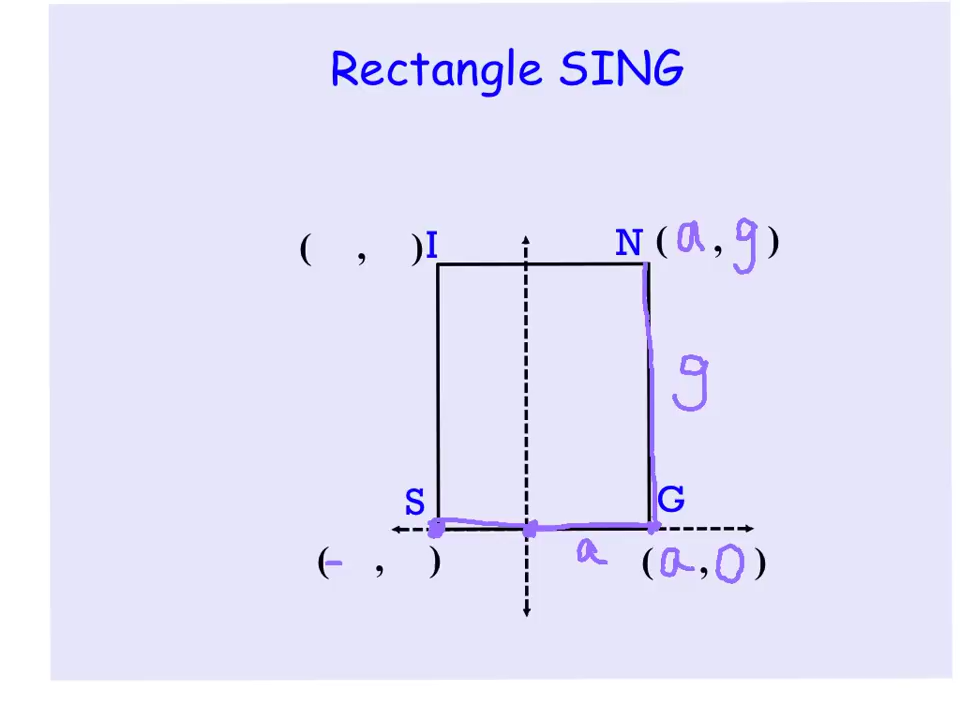 Rectangle SING
( , ) I N (a, g)
g
S G
a
(- , ) (a, 0)